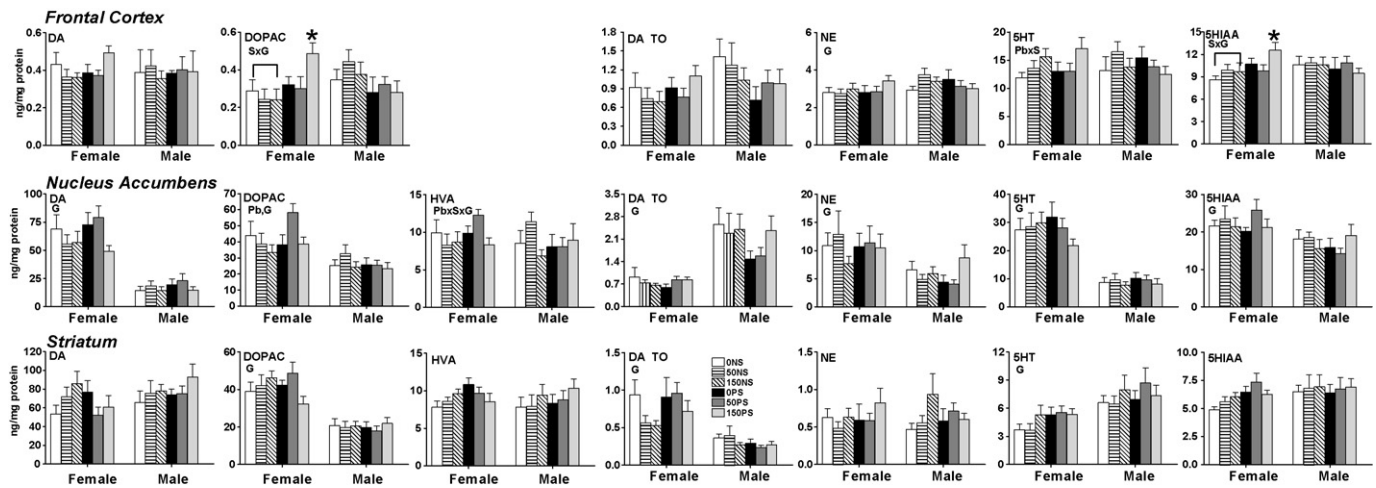 Frontal Cortex
ng/mg protein
DA
0.6
0.4
0.2
0.0
Female Male
DOPAC
SxG
*
0.6
0.4
0.2
0.0
Female Male
DA TO
1.8
1.5
1.2
0.9
0.6
0.3
0.0
Female Male
NE
G
6
4
2
0
Female Male
5HT
PbxS
20
15
10
5
0
Female Male
5HIAA
SxG
*
15
12
9
6
3
0
Female Male
Nucleus Accumbens
ng/mg protein
DA
G
100
75
50
25
0
Female Male
DOPAC
Pb,G
70
60
50
40
30
20
10
0
Female Male
HVA
PbxSxG
15
10
5
0
Female Male
DA TO
G
3.5
2.8
2.1
1.4
0.7
0.0
Female Male
NE
G
20
15
10
5
0
Female Male
5HT
G
40
30
20
10
0
Female Male
5HIAA
G
30
20
10
0
Female Male
Striatum
ng/mg protein
DA
120
100
80
60
40
20
0
Female Male
DOPAC
G
60
40
20
0
Female Male
HVA
15
10
5
0
Female Male
DA TO
G
1.2
0.9
0.6
0.3
0.0
Female Male
0NS
50NS
150NS
0PS
50PS
150PS
NE
1.5
1.0
0.5
0.0
Female Male
5HT
G
12
9
6
3
0
Female Male
5HIAA
10.0
7.5
5.0
2.5
0.0
Female Male